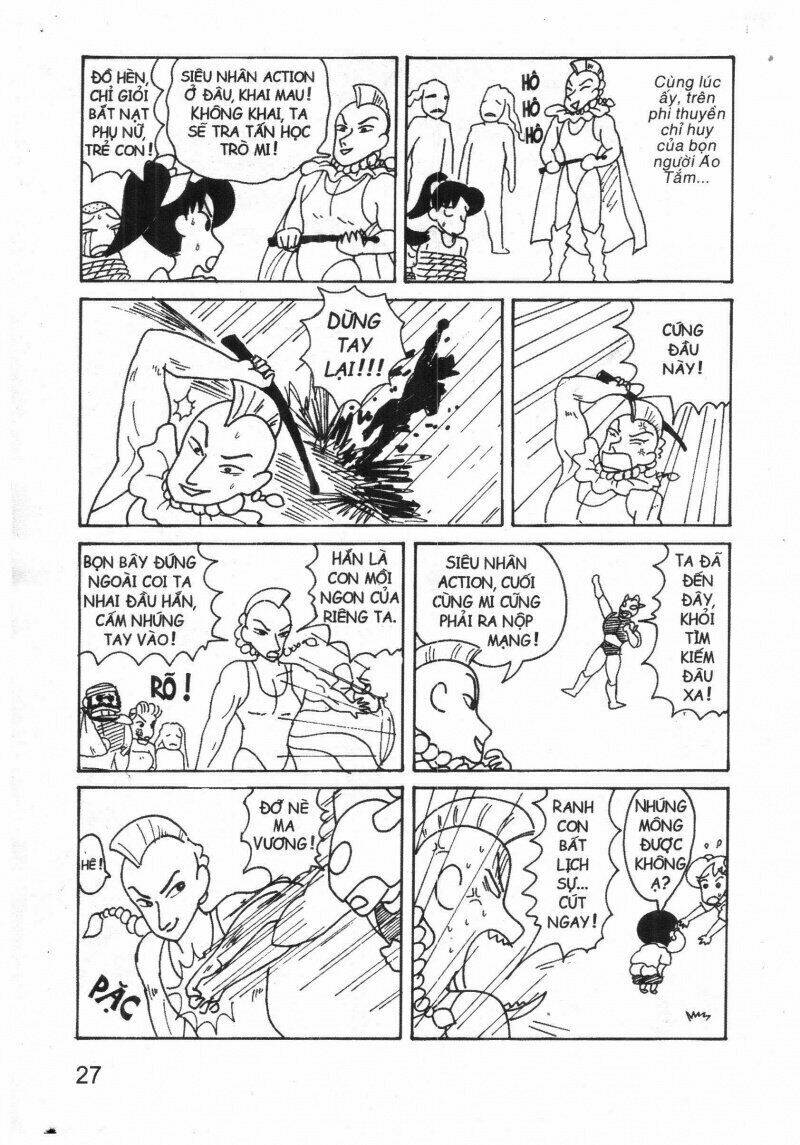 Cùng lúc
ấy, trên
phi thuyền
chỉ huy
của bọn
người Áo
Tắm...
HÔ
HÔ
HÔ
SIÊU NHÂN ACTION
Ở ĐÂU, KHAI MAU!
KHÔNG KHAI, TA
SẼ TRA TẤN HỌC
TRÒ MI!
ĐỒ HÈN,
CHỈ GIỎI
BẮT NẠT
PHỤ NỮ,
TRẺ CON!
CỨNG
ĐẦU
NÀY!
DỪNG
TAY
LẠI!!!
TA ĐÃ
ĐẾN
ĐÂY,
KHỎI
TÌM
KIẾM
ĐÂU
XA!
SIÊU NHÂN
ACTION, CUỐI
CÙNG MI CŨNG
PHẢI RA NỘP
MẠNG!
HẮN LÀ
CON MỒI
NGON CỦA
RIÊNG TA.
BỌN BÂY ĐỨNG
NGOÀI COI TA
NHAI ĐẦU HẮN,
CẤM NHÚNG
TAY VÀO!
RÕ!
NHÚNG
MÔNG
ĐƯỢC
KHÔNG
Ạ?
RANH
CON
BẤT
LỊCH
SỰ...
CÚT
NGAY!
ĐỠ NÈ
MA
VƯƠNG!
HÊ!
PẶC
27